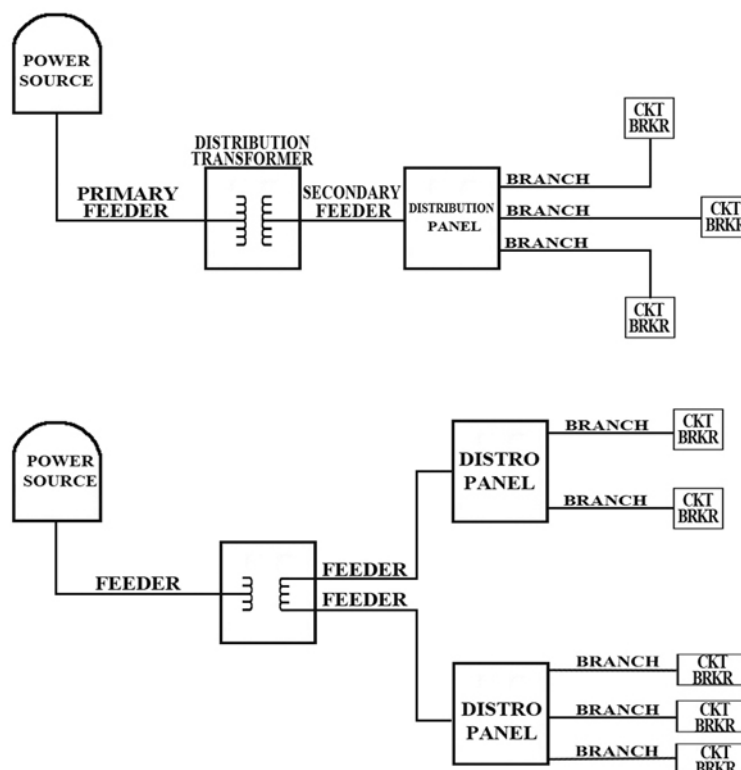 POWER
SOURCE
DISTRIBUTION
TRANSFORMER
PRIMARY
FEEDER
SECONDARY
FEEDER
DISTRIBUTION
PANEL
BRANCH
BRANCH
BRANCH
CKT
BRKR
CKT
BRKR
CKT
BRKR
POWER
SOURCE
FEEDER
FEEDER
FEEDER
DISTRO
PANEL
BRANCH
BRANCH
CKT
BRKR
CKT
BRKR
DISTRO
PANEL
BRANCH
BRANCH
BRANCH
CKT
BRKR
CKT
BRKR
CKT
BRKR